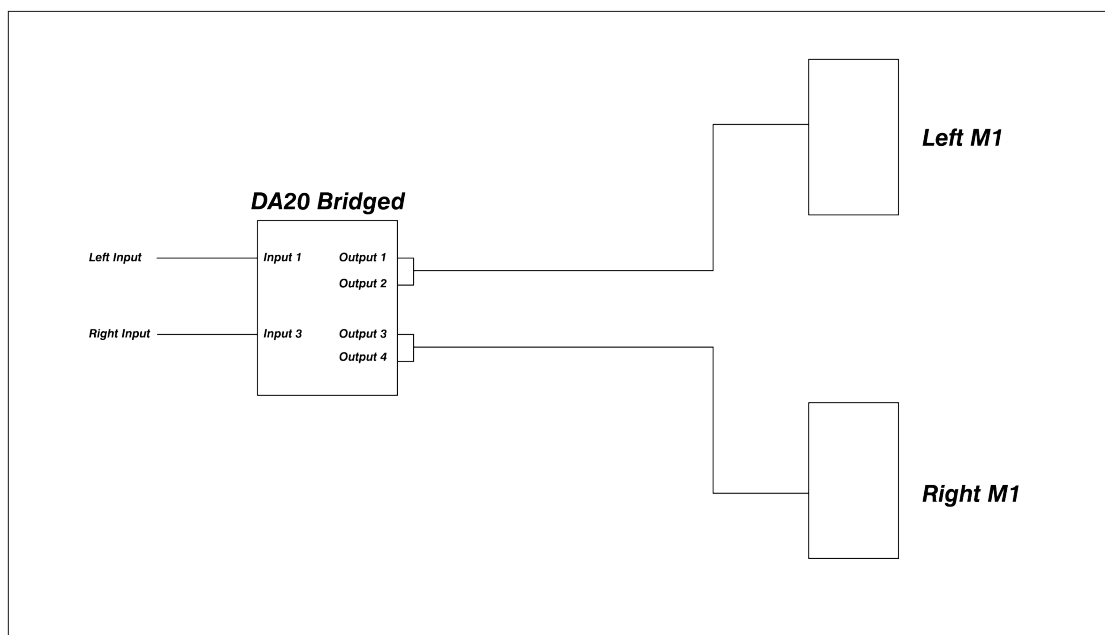 Left M1
DA20 Bridged
Left Input
Input 1
Output 1
Output 2
Right Input
Input 3
Output 3
Output 4
Right M1